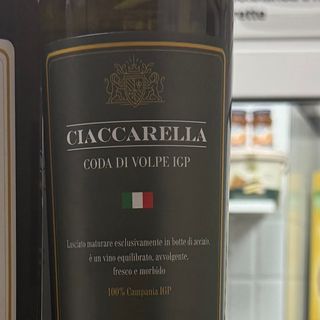 CIACCARELLA
CODA DI VOLPE IGP
Lasciato maturare esclusivamente in botte di acciaio,
è un vino equilibrato, avvolgente,
fresco e morbido
100% Campania IGP